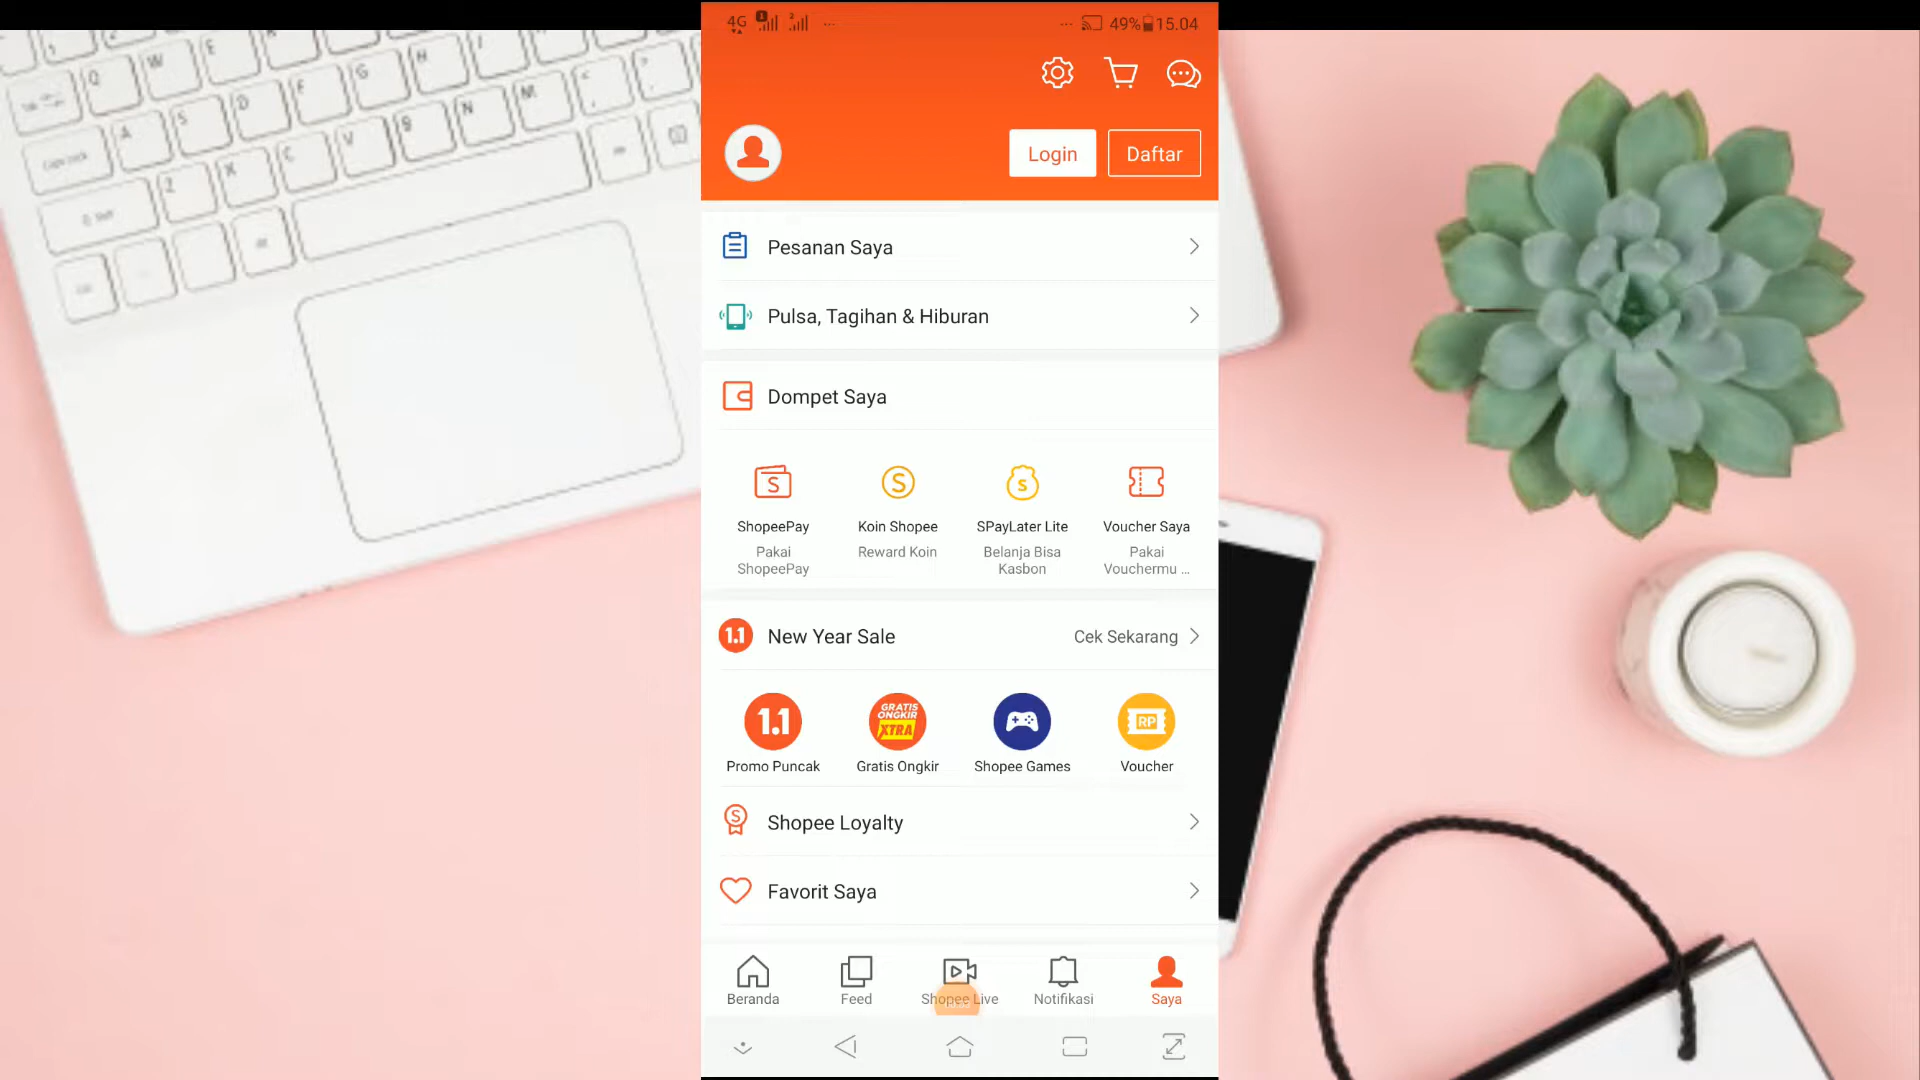 4G 49% 15.04
Login Daftar
Pesanan Saya
Pulsa, Tagihan & Hiburan
Dompet Saya
ShopeePay Koin Shopee SPayLater Lite Voucher Saya
Pakai Reward Koin Belanja Bisa Pakai
ShopeePay Kasbon Vouchermu ...
1.1 New Year Sale Cek Sekarang
1.1 GRATIS ONGKIR XTRA RP
Promo Puncak Gratis Ongkir Shopee Games Voucher
Shopee Loyalty
Favorit Saya
Beranda Feed Shopee Live Notifikasi Saya